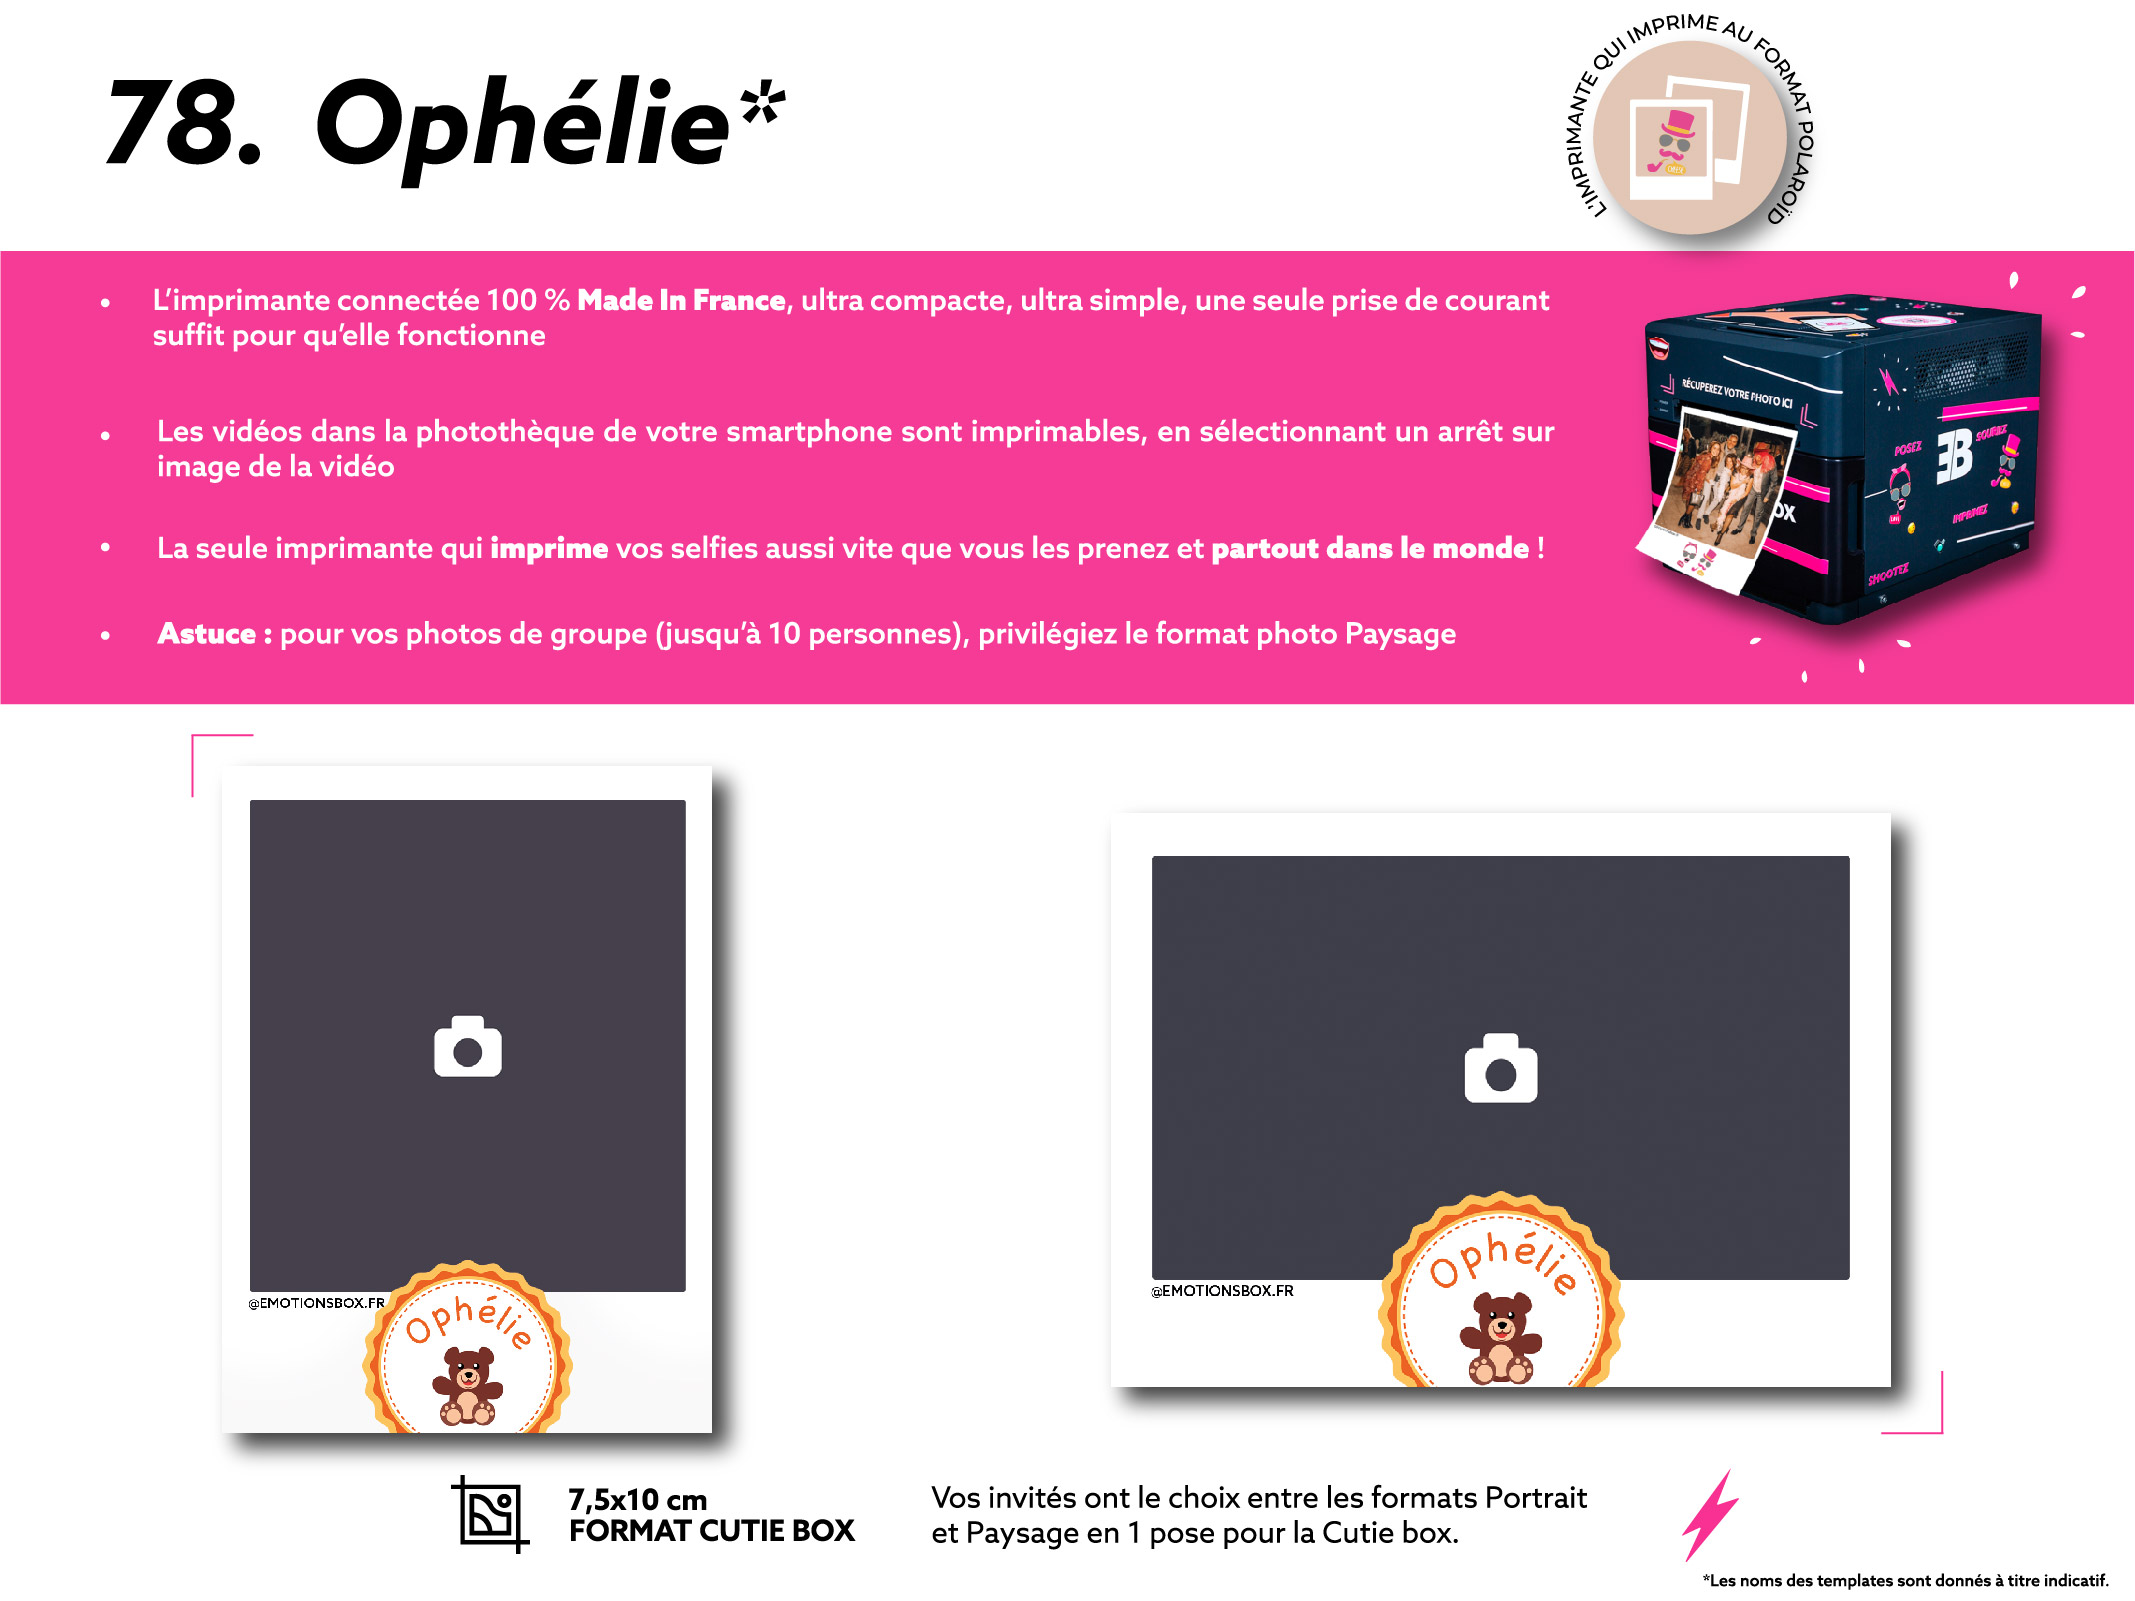 78. Ophélie*
L'IMPRIMANTE QUI IMPRIME AU FORMAT POLAROÏD
• L'imprimante connectée 100 % Made In France, ultra compacte, ultra simple, une seule prise de courant
suffit pour qu'elle fonctionne
• Les vidéos dans la photothèque de votre smartphone sont imprimables, en sélectionnant un arrêt sur
image de la vidéo
• La seule imprimante qui imprime vos selfies aussi vite que vous les prenez et partout dans le monde !
• Astuce : pour vos photos de groupe (jusqu'à 10 personnes), privilégiez le format photo Paysage
RÉCUPEREZ VOTRE PHOTO ICI
POSEZ
SOURIEZ
EB
OX
IMPRIMEZ
SHOOTEZ
@EMOTIONSBOX.FR
Ophélie
@EMOTIONSBOX.FR
Ophélie
7,5x10 cm
FORMAT CUTIE BOX
Vos invités ont le choix entre les formats Portrait
et Paysage en 1 pose pour la Cutie box.
*Les noms des templates sont donnés à titre indicatif.